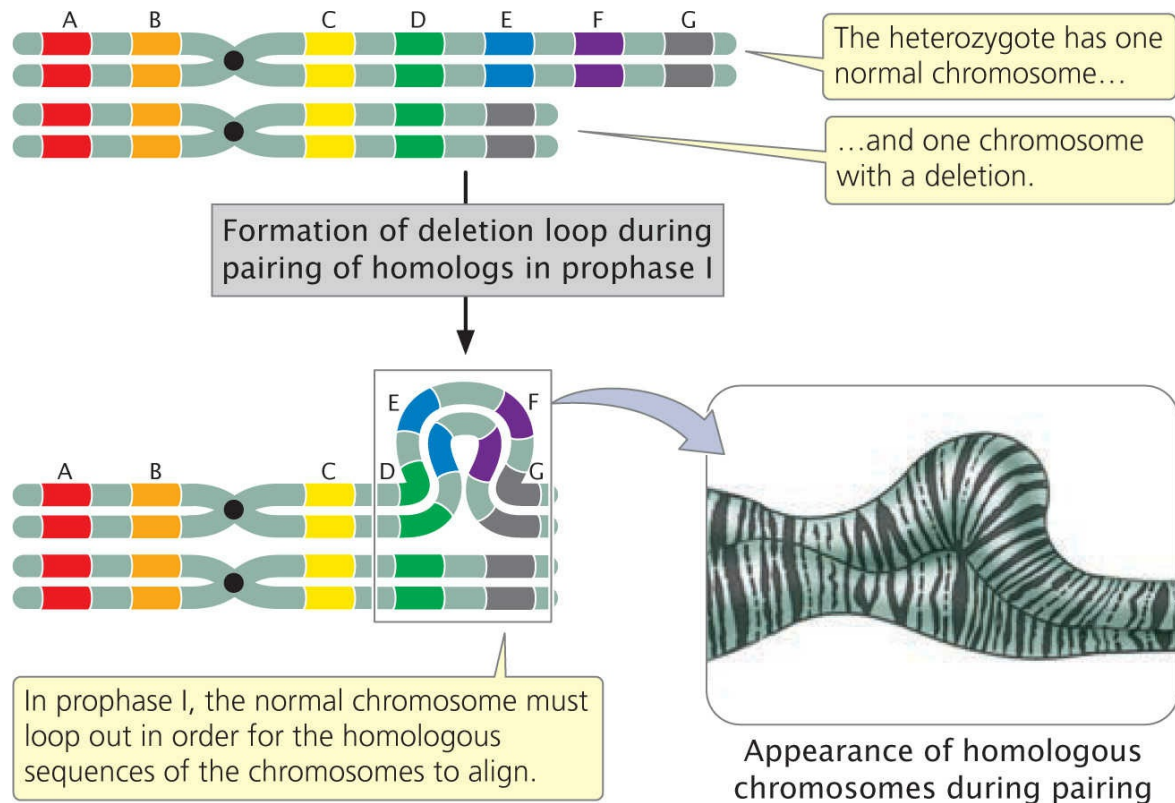 A B C D E F G
The heterozygote has one
normal chromosome…
…and one chromosome
with a deletion.
Formation of deletion loop during
pairing of homologs in prophase I
E F
A B C D G
In prophase I, the normal chromosome must
loop out in order for the homologous
sequences of the chromosomes to align.
Appearance of homologous
chromosomes during pairing